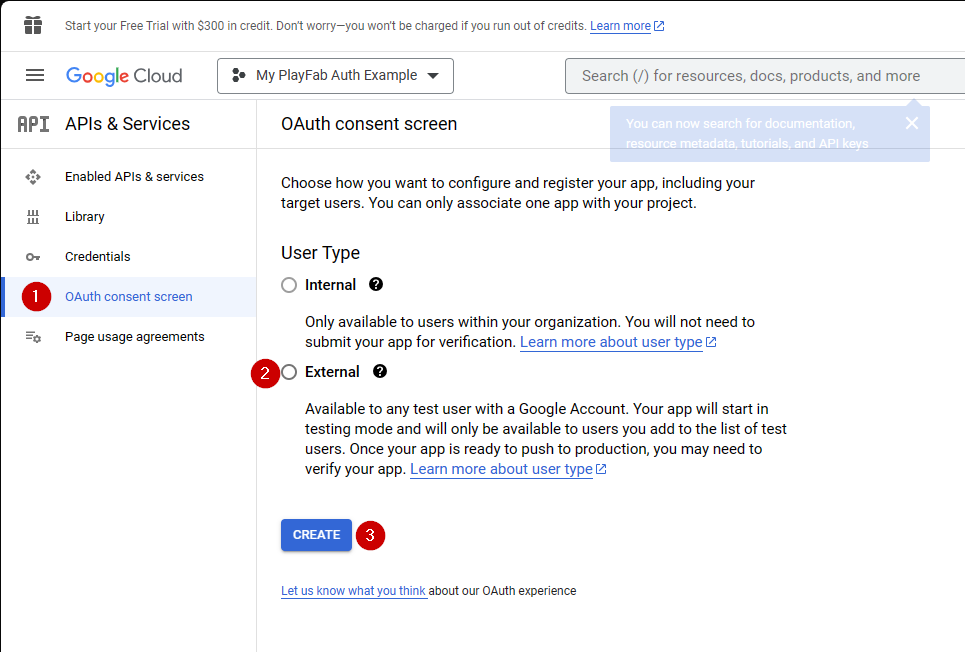 Start your Free Trial with $300 in credit. Don't worry—you won't be charged if you run out of credits. Learn more
Google Cloud
My PlayFab Auth Example
Search (/) for resources, docs, products, and more
API
APIs & Services
OAuth consent screen
You can now search for documentation,
resource metadata, tutorials, and API keys
Enabled APIs & services
Library
Credentials
1
OAuth consent screen
Page usage agreements
Choose how you want to configure and register your app, including your
target users. You can only associate one app with your project.
User Type
Internal ?
Only available to users within your organization. You will not need to
submit your app for verification. Learn more about user type
2
External ?
Available to any test user with a Google Account. Your app will start in
testing mode and will only be available to users you add to the list of test
users. Once your app is ready to push to production, you may need to
verify your app. Learn more about user type
CREATE
3
Let us know what you think about our OAuth experience